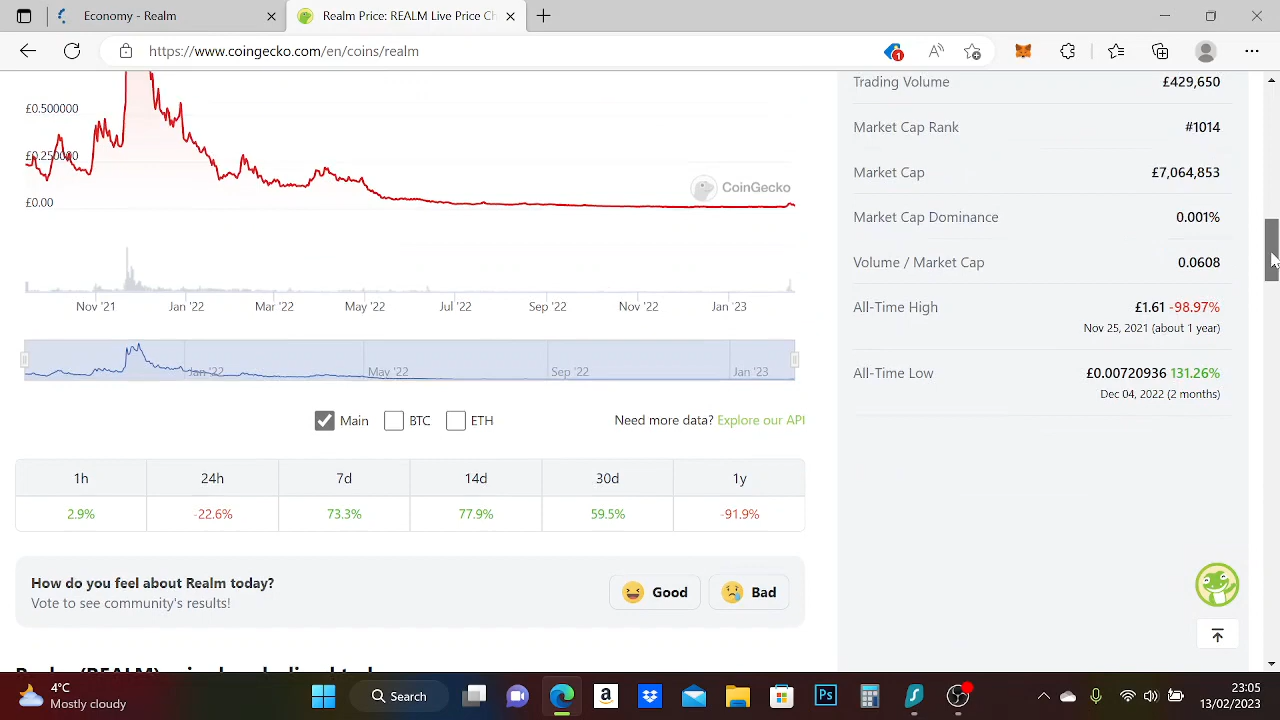 Economy - Realm
Realm Price: REALM Live Price Ch
https://www.coingecko.com/en/coins/realm
1
£0.500000
£0.250000
£0.00
CoinGecko
Nov '21
Jan '22
Mar '22
May '22
Jul '22
Sep '22
Nov '22
Jan '23
Jan '22
May '22
Sep '22
Jan '23
Main
BTC
ETH
Need more data? Explore our API
1h 24h 7d 14d 30d 1y
2.9% -22.6% 73.3% 77.9% 59.5% -91.9%
How do you feel about Realm today?
Vote to see community's results!
Good
Bad
Trading Volume £429,650
Market Cap Rank #1014
Market Cap £7,064,853
Market Cap Dominance 0.001%
Volume / Market Cap 0.0608
All-Time High £1.61 -98.97%
Nov 25, 2021 (about 1 year)
All-Time Low £0.00720936 131.26%
Dec 04, 2022 (2 months)
4°C
Mostly cloudy
Search
a
Ps
23:05
13/02/2023